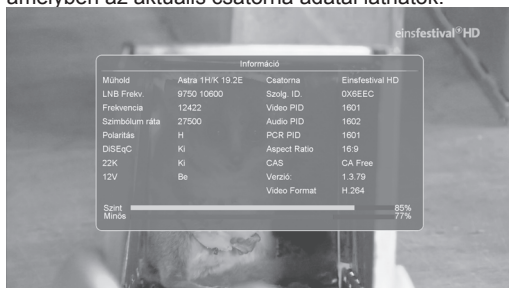 amelyben az aktuális csatorna adatai láthatók.
einsfestival HD
Információ
Műhold Astra 1H/K 19.2E Csatorna Einsfestival HD
LNB Frekv. 9750 10600 Szolg. ID. 0X6EEC
Frekvencia 12422 Video PID 1601
Szimbólum ráta 27500 Audio PID 1602
Polaritás H PCR PID 1601
DiSEqC Ki Aspect Ratio 16:9
22K Ki CAS CA Free
12V Be Verzió: 1.3.79
Video Format H.264
Szint 85%
Minős 77%